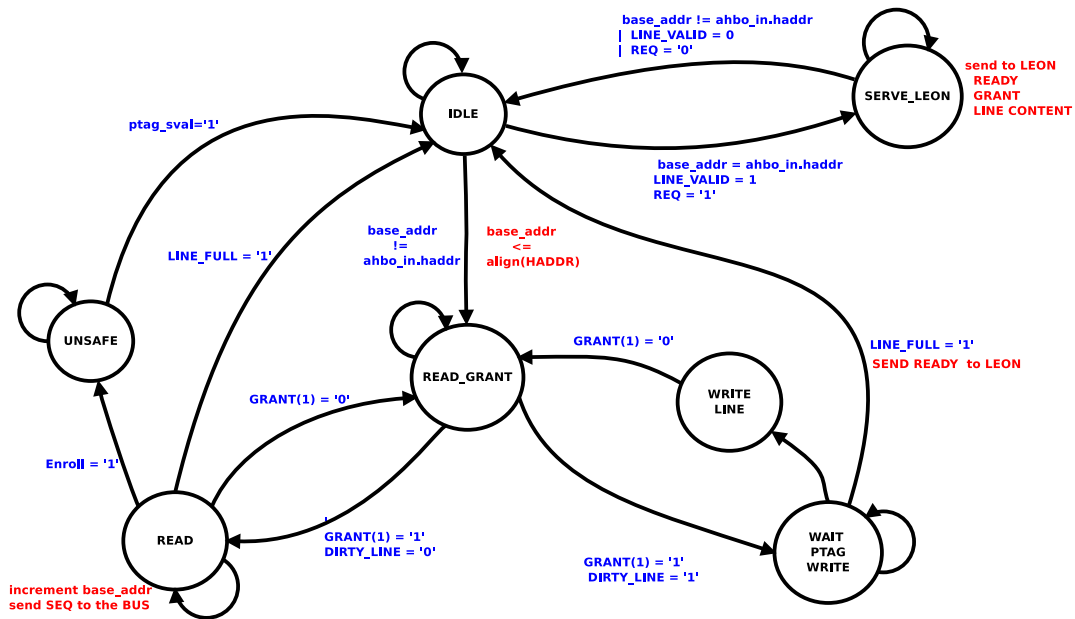 base_addr != ahbo_in.haddr
| LINE_VALID = 0
| REQ = '0'
SERVE_LEON
send to LEON
READY
GRANT
LINE CONTENT
IDLE
ptag_sval='1'
base_addr = ahbo_in.haddr
LINE_VALID = 1
REQ = '1'
LINE_FULL = '1'
base_addr
!=
ahbo_in.haddr
base_addr
<=
align(HADDR)
UNSAFE
READ_GRANT
GRANT(1) = '0'
LINE_FULL = '1'
SEND READY to LEON
WRITE
LINE
GRANT(1) = '0'
Enroll = '1'
READ
GRANT(1) = '1'
DIRTY_LINE = '0'
GRANT(1) = '1'
DIRTY_LINE = '1'
WAIT
PTAG
WRITE
increment base_addr
send SEQ to the BUS